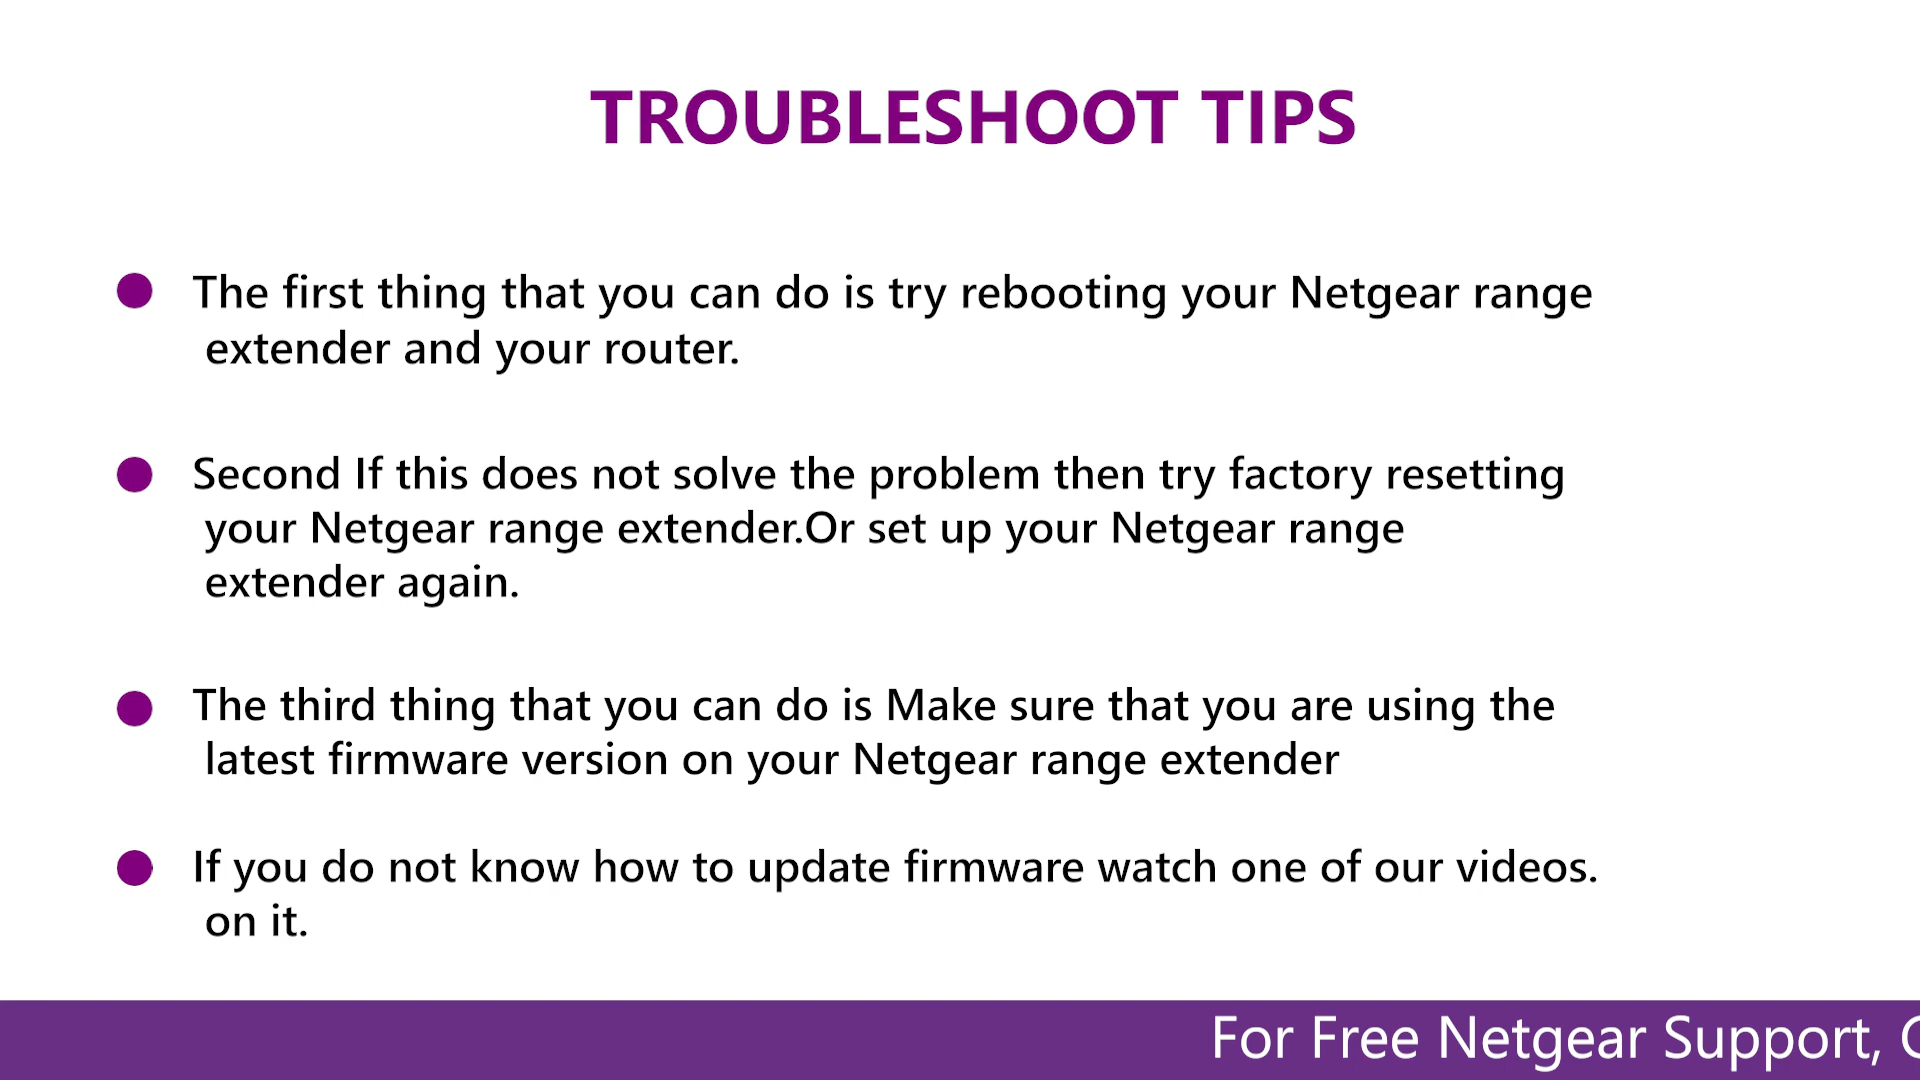 TROUBLESHOOT TIPS
The first thing that you can do is try rebooting your Netgear range
extender and your router.
Second If this does not solve the problem then try factory resetting
your Netgear range extender.Or set up your Netgear range
extender again.
The third thing that you can do is Make sure that you are using the
latest firmware version on your Netgear range extender
If you do not know how to update firmware watch one of our videos.
on it.
For Free Netgear Support,